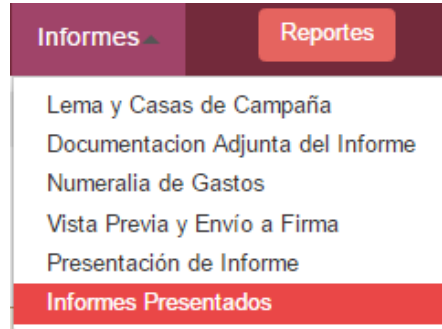 Informes
Reportes
Lema y Casas de Campaña
Documentacion Adjunta del Informe
Numeralia de Gastos
Vista Previa y Envío a Firma
Presentación de Informe
Informes Presentados